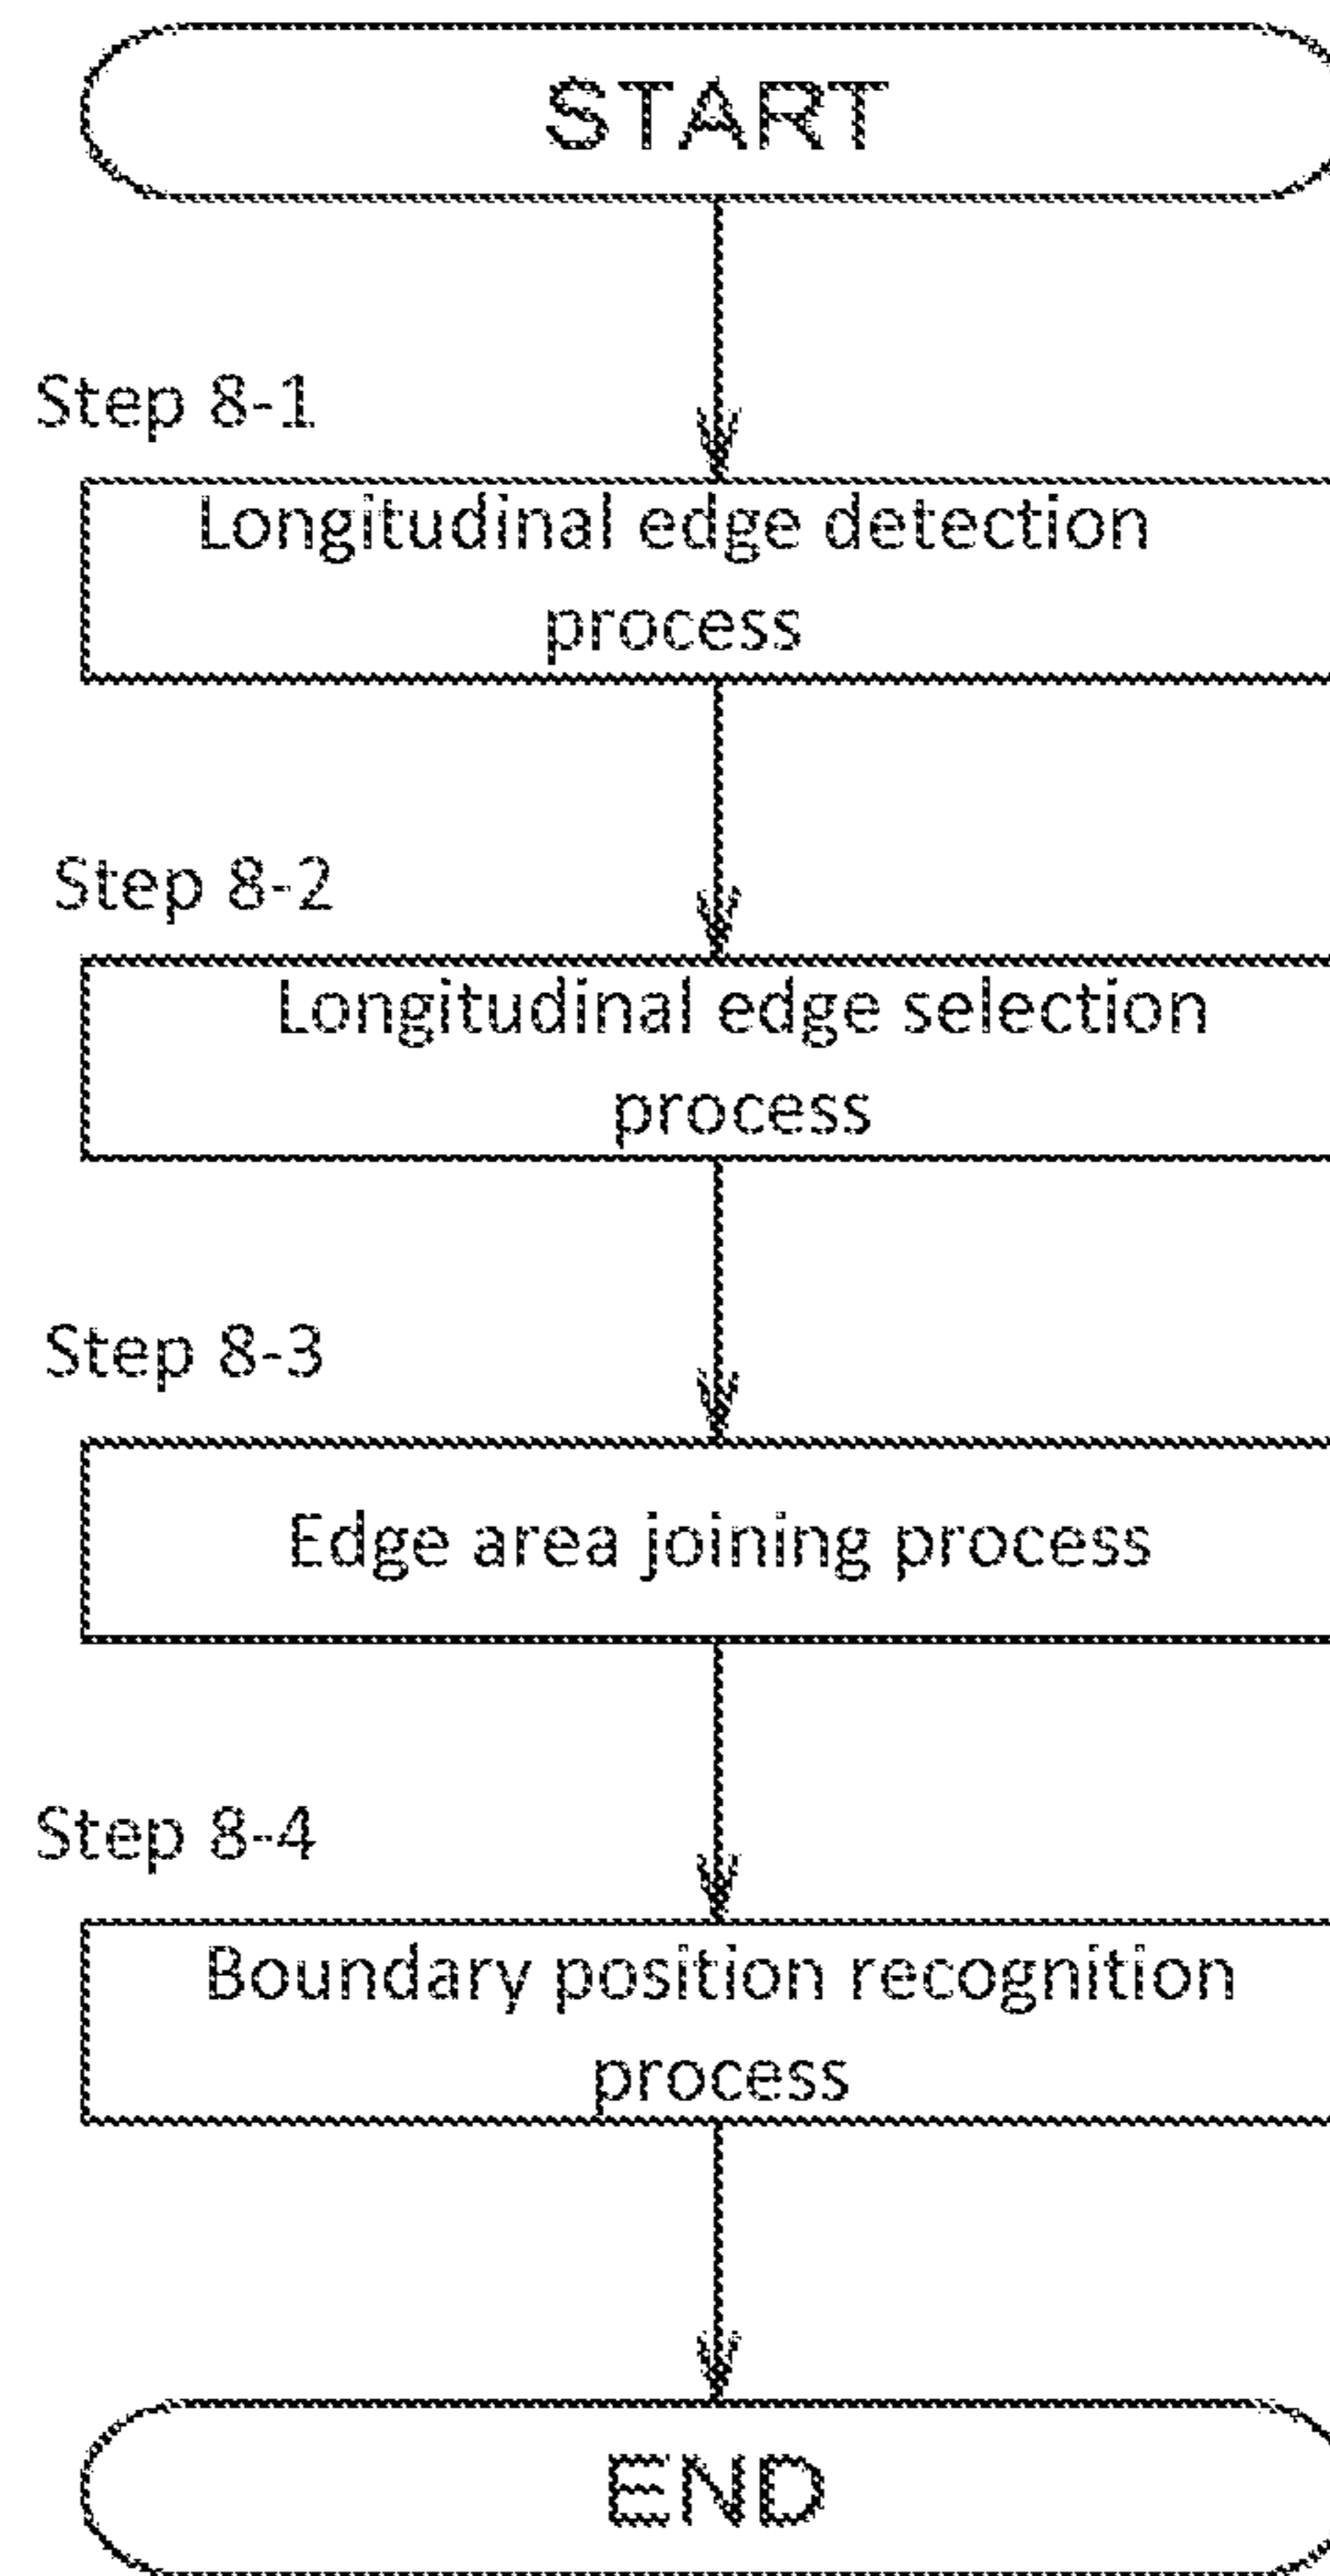 START
Step 8-1
Longitudinal edge detection
process
Step 8-2
Longitudinal edge selection
process
Step 8-3
Edge area joining process
Step 8-4
Boundary position recognition
process
END